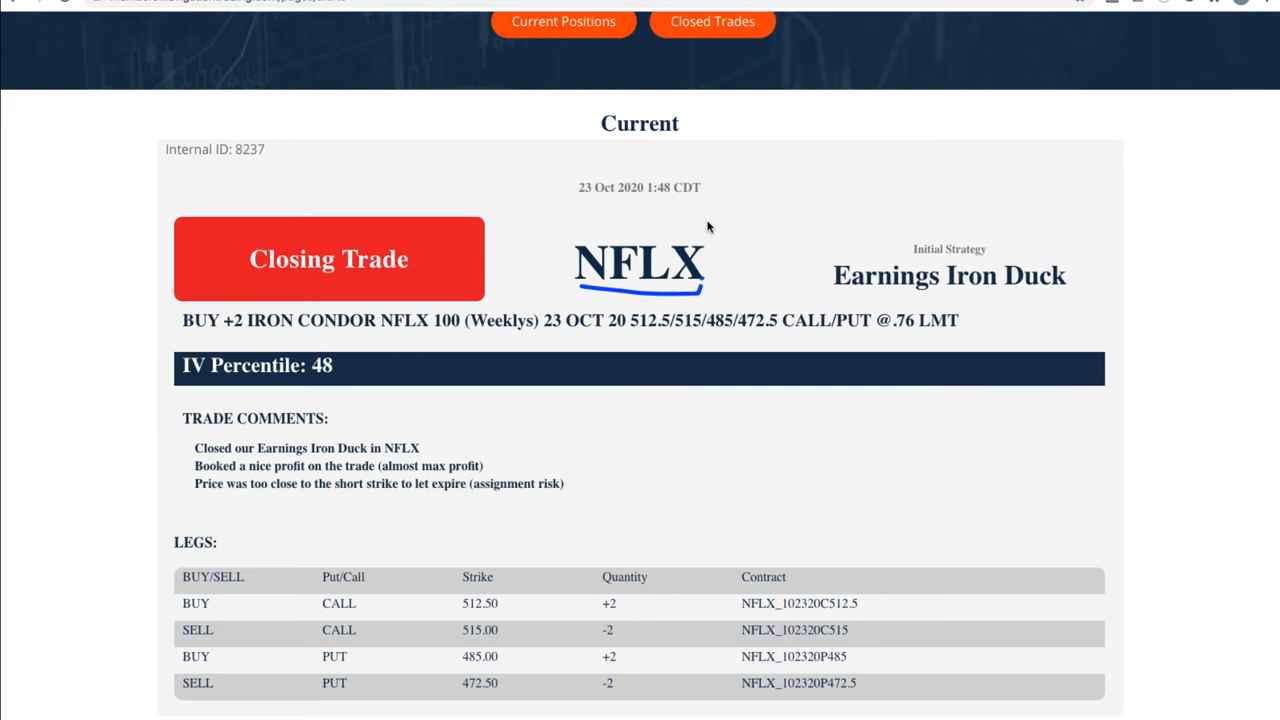 Current Positions
Closed Trades
Current
Internal ID: 8237
23 Oct 2020 1:48 CDT
Closing Trade
NFLX
Initial Strategy
Earnings Iron Duck
BUY +2 IRON CONDOR NFLX 100 (Weeklys) 23 OCT 20 512.5/515/485/472.5 CALL/PUT @.76 LMT
IV Percentile: 48
TRADE COMMENTS:
Closed our Earnings Iron Duck in NFLX
Booked a nice profit on the trade (almost max profit)
Price was too close to the short strike to let expire (assignment risk)
LEGS:
BUY/SELL Put/Call Strike Quantity Contract
BUY CALL 512.50 +2 NFLX_102320C512.5
SELL CALL 515.00 -2 NFLX_102320C515
BUY PUT 485.00 +2 NFLX_102320P485
SELL PUT 472.50 -2 NFLX_102320P472.5